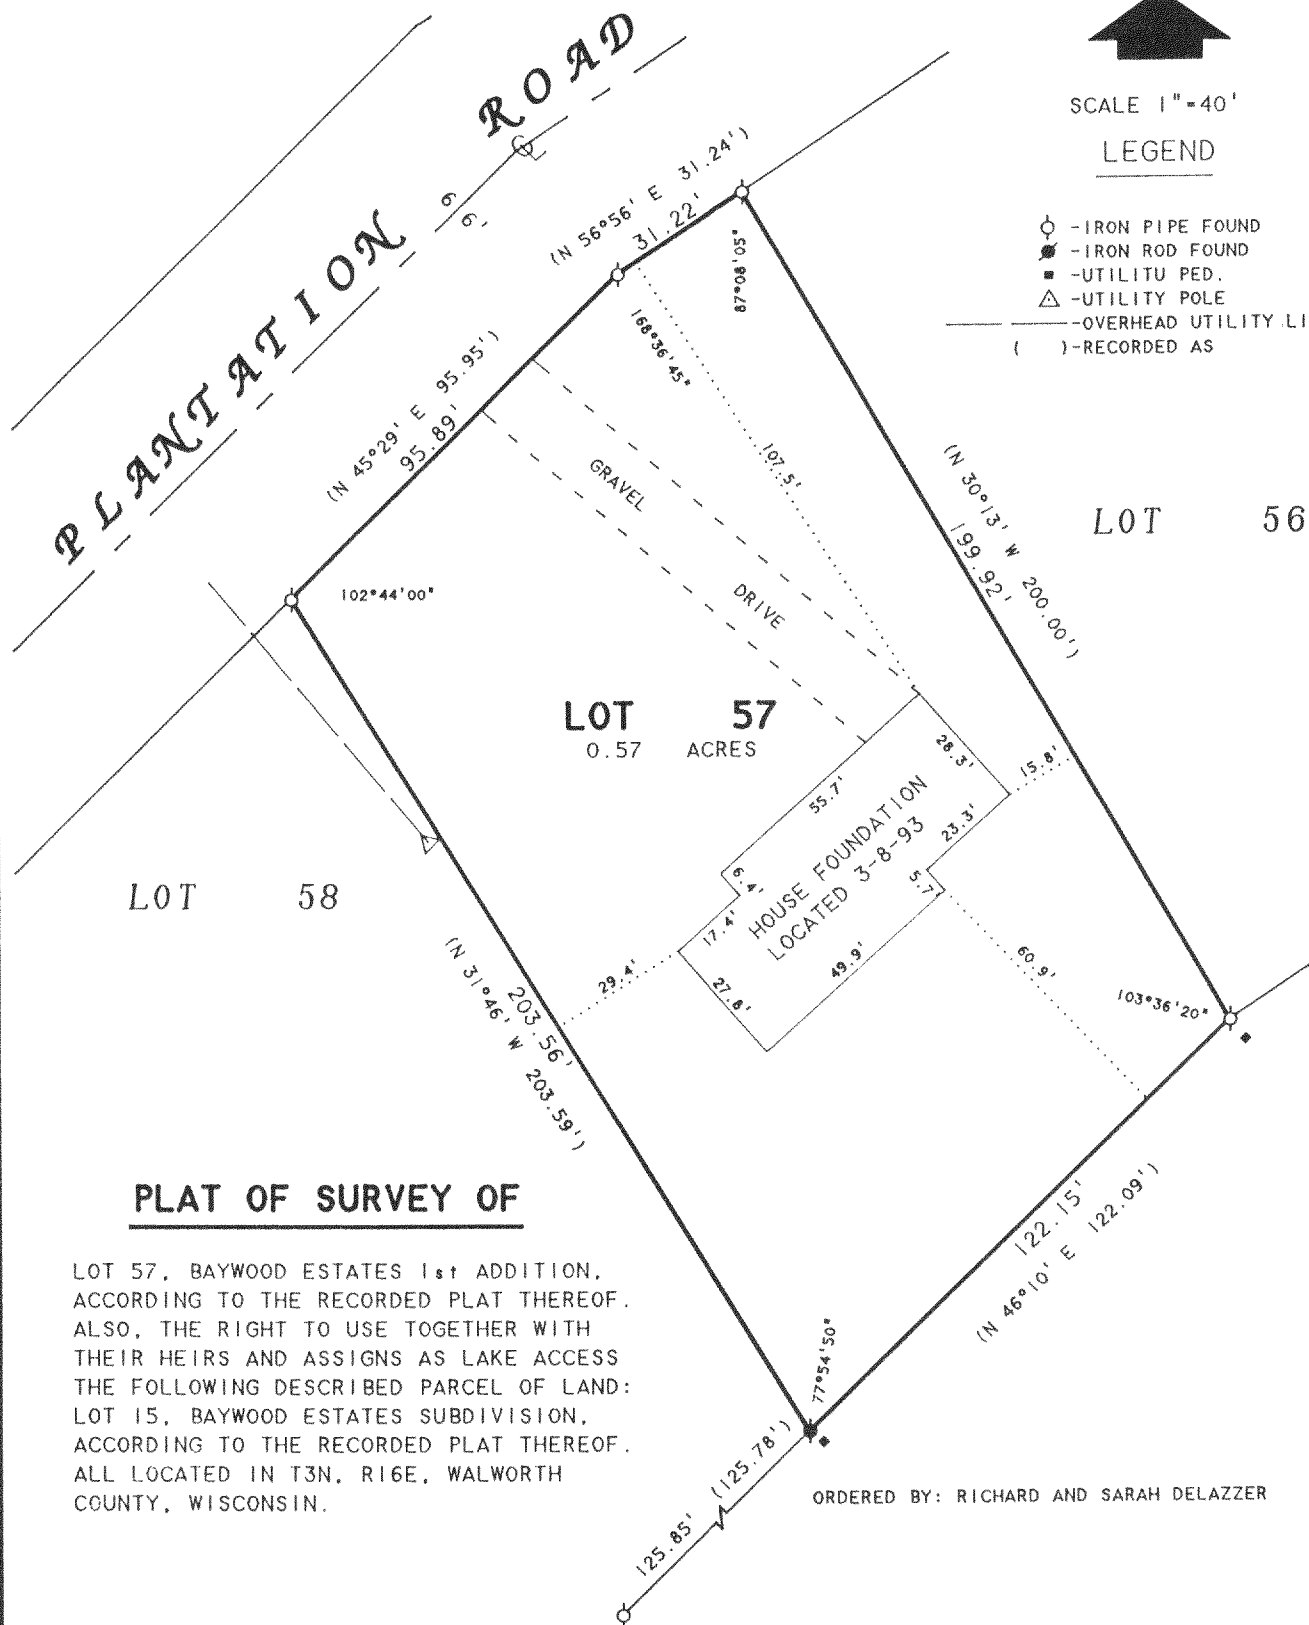 PLANTATION ROAD
66'
SCALE 1"=40'
LEGEND
-IRON PIPE FOUND
-IRON ROD FOUND
-UTILITU PED.
-UTILITY POLE
-OVERHEAD UTILITY LI
( )-RECORDED AS
(N 56°56' E 31.24')
31.22'
87°08'05"
168°36'45"
(N 45°29' E 95.95')
95.89'
107.5'
GRAVEL
DRIVE
(N 30°13' W 200.00')
199.92'
LOT 56
102°44'00"
LOT 57
0.57 ACRES
28.3'
15.8'
55.7'
23.3'
6.4'
5.7'
HOUSE FOUNDATION
LOCATED 3-8-93
17.4'
49.9'
27.8'
29.4'
60.9'
LOT 58
103°36'20"
203.56'
(N 31°46' W 203.59')
122.15'
(N 46°10' E 122.09')
77°54'50"
PLAT OF SURVEY OF
LOT 57, BAYWOOD ESTATES 1st ADDITION,
ACCORDING TO THE RECORDED PLAT THEREOF.
ALSO, THE RIGHT TO USE TOGETHER WITH
THEIR HEIRS AND ASSIGNS AS LAKE ACCESS
THE FOLLOWING DESCRIBED PARCEL OF LAND:
LOT 15, BAYWOOD ESTATES SUBDIVISION,
ACCORDING TO THE RECORDED PLAT THEREOF.
ALL LOCATED IN T3N, R16E, WALWORTH
COUNTY, WISCONSIN.
(125.78')
125.85'
ORDERED BY: RICHARD AND SARAH DELAZZER